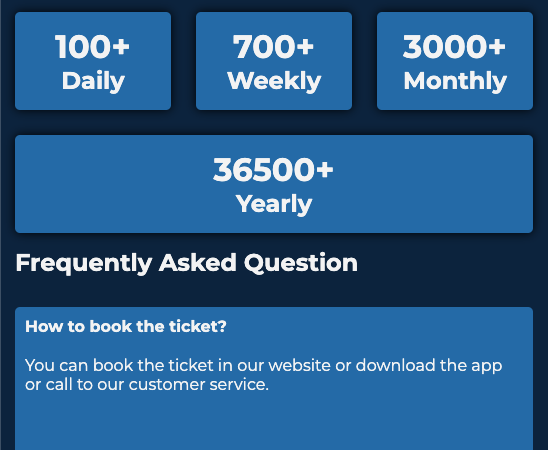 100+
Daily
700+
Weekly
3000+
Monthly
36500+
Yearly
Frequently Asked Question
How to book the ticket?
You can book the ticket in our website or download the app
or call to our customer service.